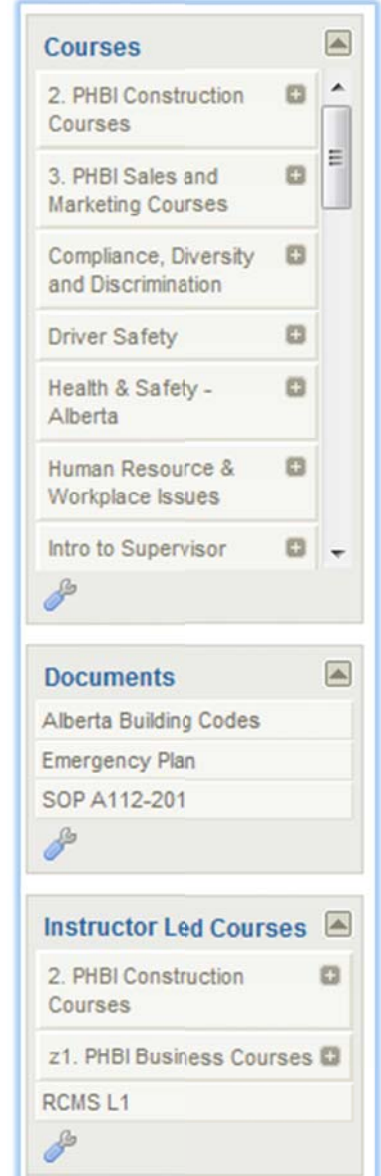 Courses
2. PHBI Construction
Courses
3. PHBI Sales and
Marketing Courses
Compliance, Diversity
and Discrimination
Driver Safety
Health & Safety -
Alberta
Human Resource &
Workplace Issues
Intro to Supervisor
Documents
Alberta Building Codes
Emergency Plan
SOP A112-201
Instructor Led Courses
2. PHBI Construction
Courses
z1. PHBI Business Courses
RCMS L1